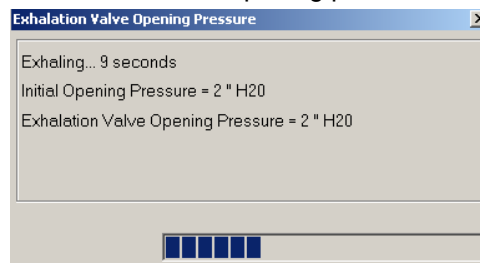 Exhalation Valve Opening Pressure
Exhaling... 9 seconds
Initial Opening Pressure = 2 " H20
Exhalation Valve Opening Pressure = 2 " H20